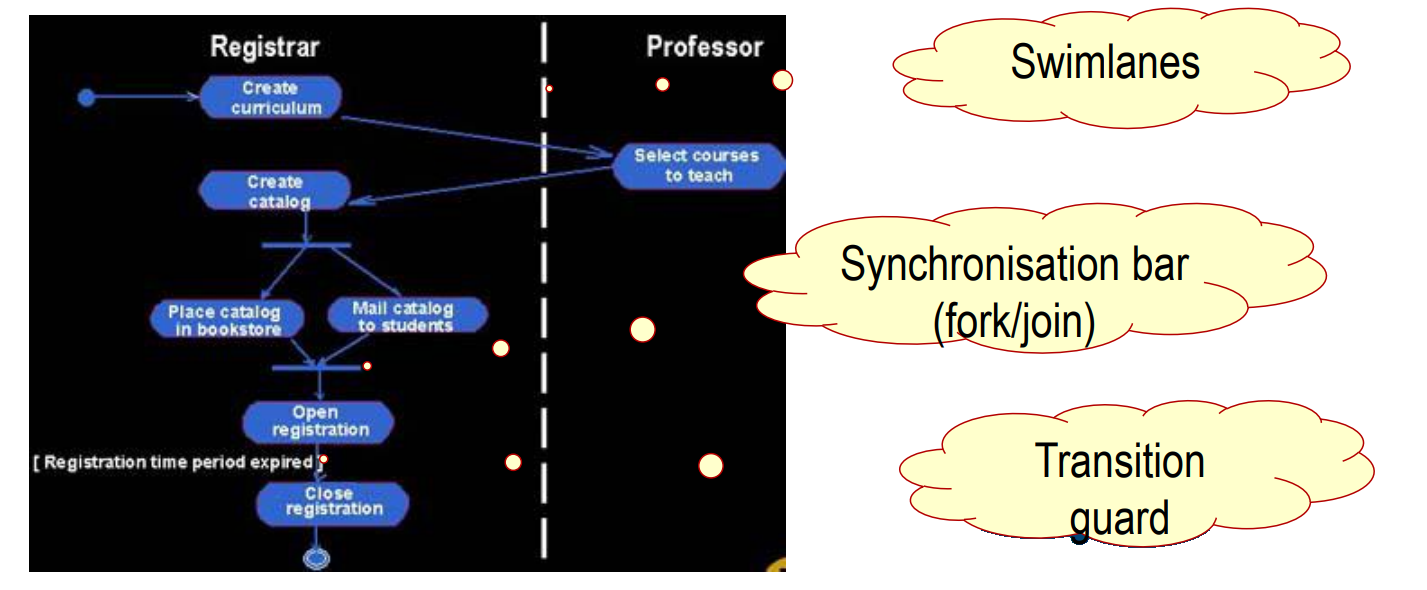 Registrar
Professor
Swimlanes
Create
curriculum
Select courses
to teach
Create
catalog
Synchronisation bar
(fork/join)
Place catalog
in bookstore
Mail catalog
to students
Open
registration
[ Registration time period expired ]
Close
registration
Transition
guard